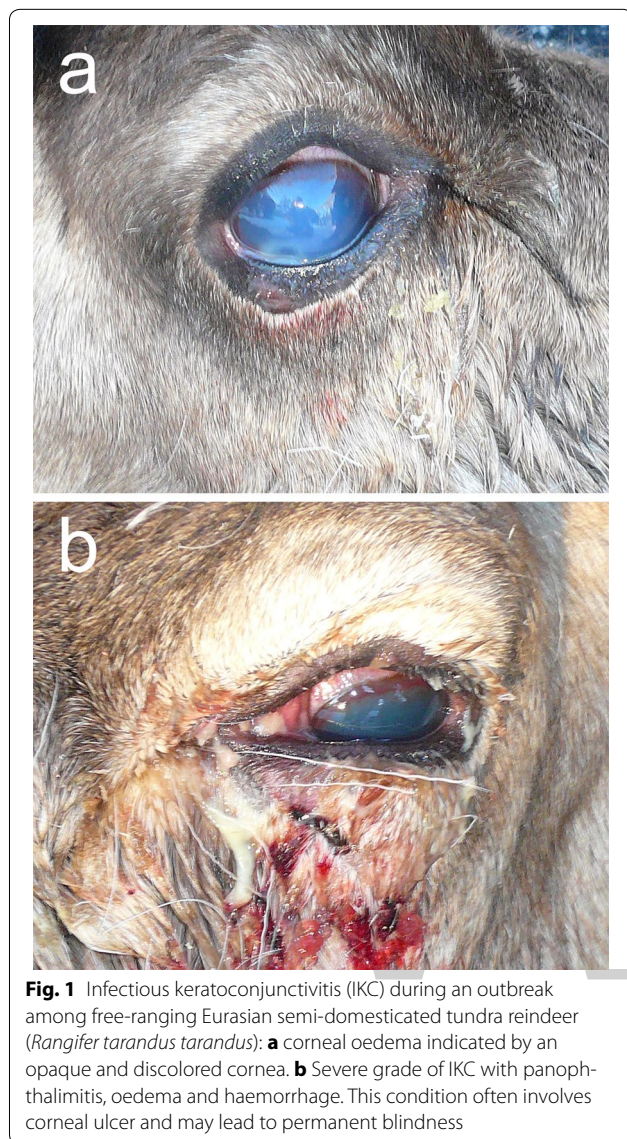 a
b
Fig. 1 Infectious keratoconjunctivitis (IKC) during an outbreak
among free-ranging Eurasian semi-domesticated tundra reindeer
(Rangifer tarandus tarandus): a corneal oedema indicated by an
opaque and discolored cornea. b Severe grade of IKC with panoph-
thalimitis, oedema and haemorrhage. This condition often involves
corneal ulcer and may lead to permanent blindness